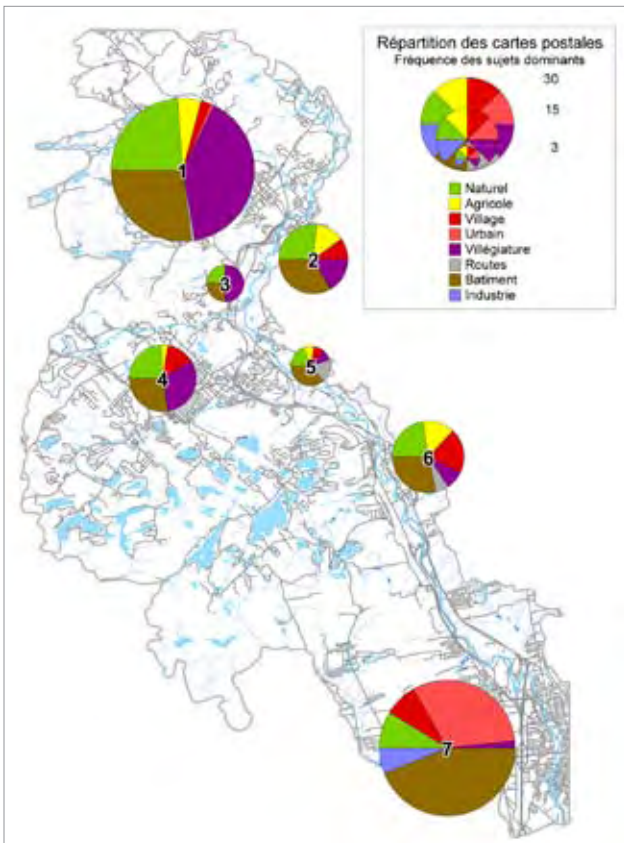 Répartition des cartes postales
Fréquence des sujets dominants
30
15
3
Naturel
Agricole
Village
Urbain
Villégiature
Routes
Batiment
Industrie
1
2
3
4
5
6
7